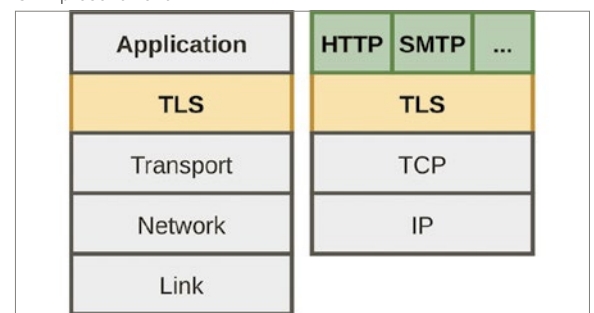 Application HTTP SMTP ...
TLS TLS
Transport TCP
Network IP
Link